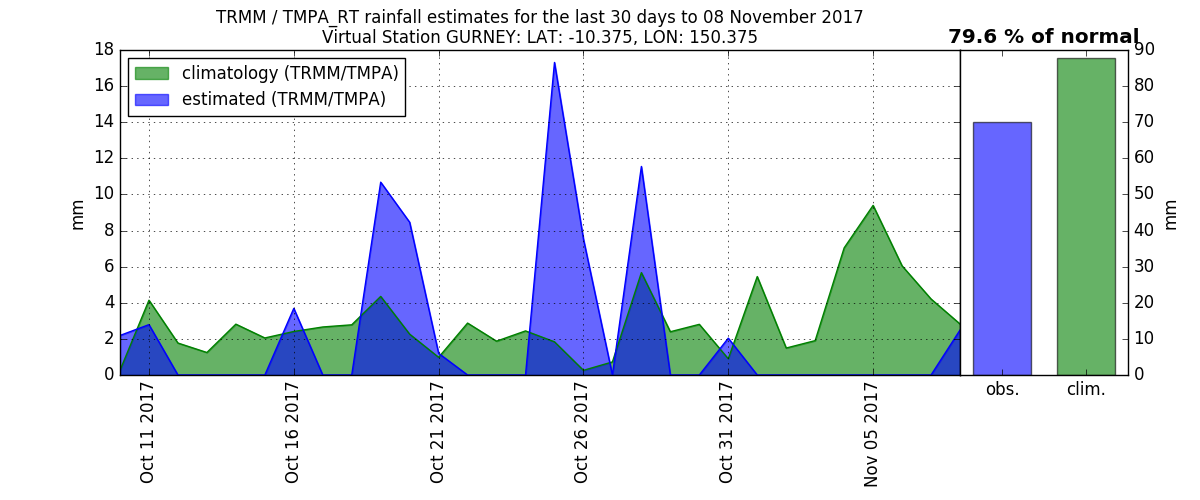 TRMM / TMPA_RT rainfall estimates for the last 30 days to 08 November 2017
Virtual Station GURNEY: LAT: -10.375, LON: 150.375
79.6 % of normal
climatology (TRMM/TMPA)
estimated (TRMM/TMPA)
mm
18
16
14
12
10
8
6
4
2
0
Oct 11 2017
Oct 16 2017
Oct 21 2017
Oct 26 2017
Oct 31 2017
Nov 05 2017
obs.
clim.
90
80
70
60
50
40
30
20
10
0
mm